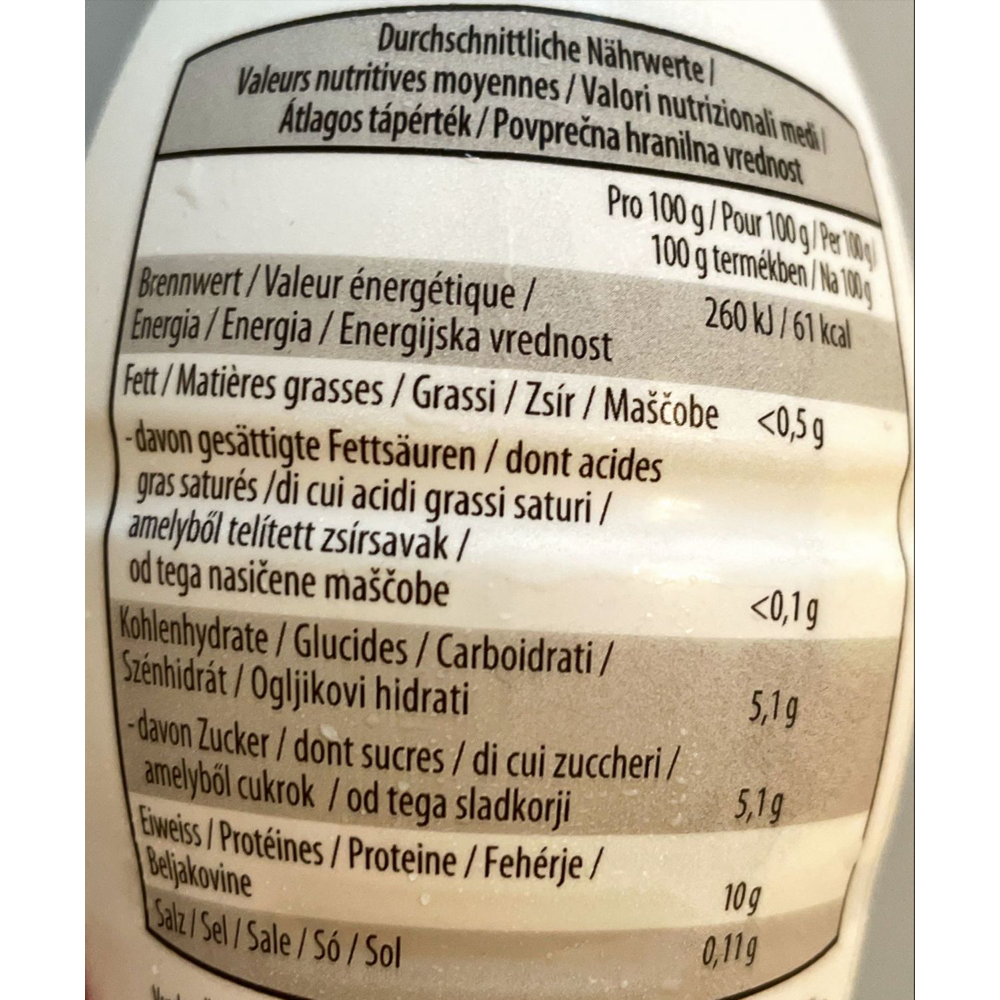 Durchschnittliche Nährwerte /
Valeurs nutritives moyennes / Valori nutrizionali medi /
Átlagos tápérték / Povprečna hranilna vrednost
Pro 100 g / Pour 100 g / Per 100 g /
100 g termékben / Na 100 g
Brennwert / Valeur énergétique /
Energia / Energia / Energijska vrednost
260 kJ / 61 kcal
Fett / Matières grasses / Grassi / Zsír / Maščobe <0,5 g
- davon gesättigte Fettsäuren / dont acides
gras saturés /di cui acidi grassi saturi /
amelyből telített zsírsavak /
od tega nasičene maščobe <0,1 g
Kohlenhydrate / Glucides / Carboidrati /
Szénhidrát / Ogljikovi hidrati 5,1 g
- davon Zucker / dont sucres / di cui zuccheri /
amelyből cukrok / od tega sladkorji 5,1 g
Eiweiss / Protéines / Proteine / Fehérje /
Beljakovine 10 g
Salz / Sel / Sale / Só / Sol 0,11 g